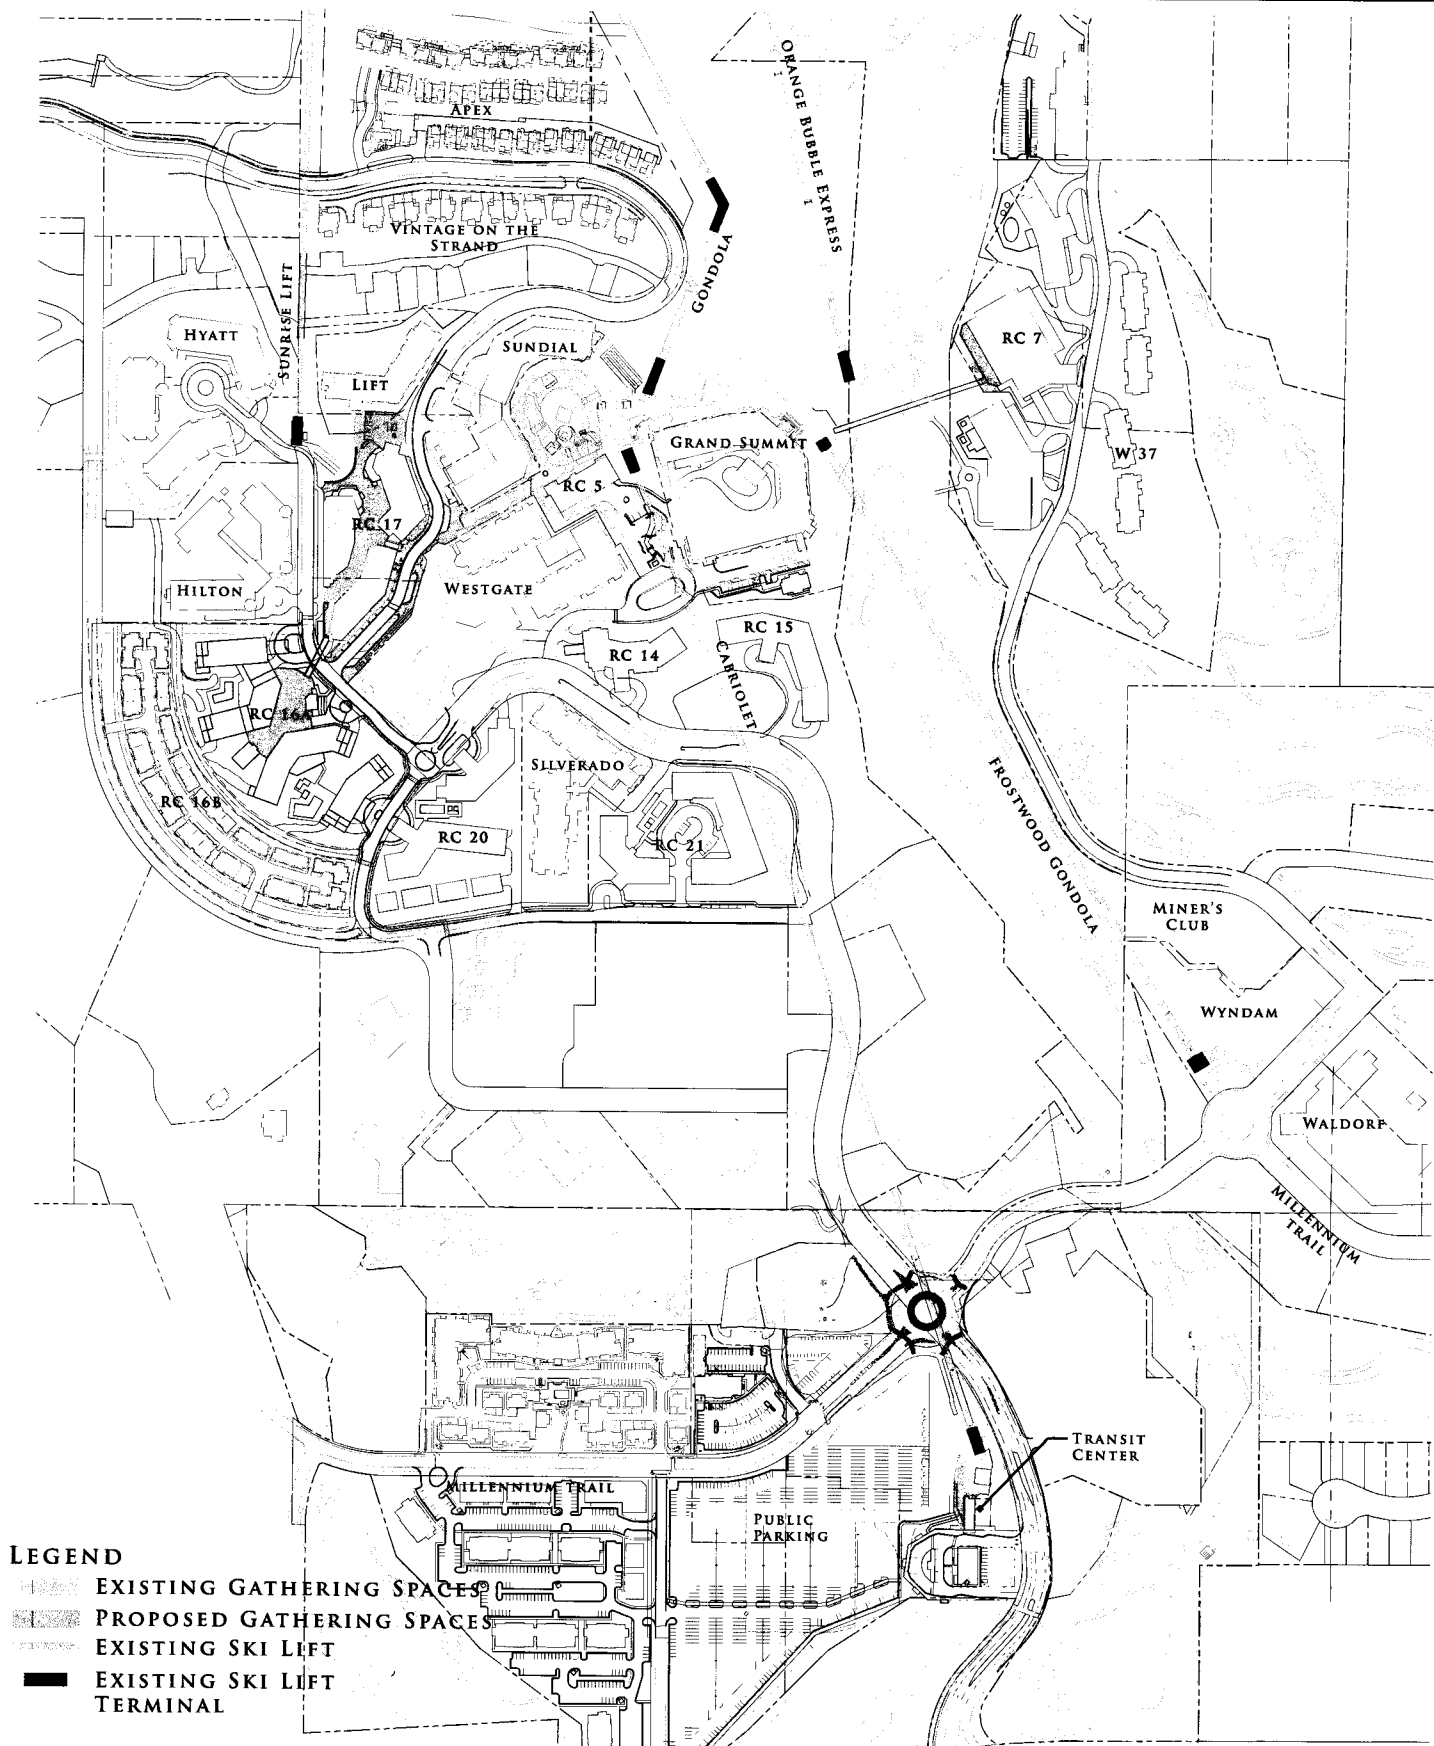 ORANGE BUBBLE EXPRESS
APEX
VINTAGE ON THE
STRAND
GONDOLA
SUNRISE LIFT
HYATT
SUNDIAL
LIFT
RC 7
GRAND SUMMIT
W 37
RC 5
RC 17
HILTON
WESTGATE
RC 15
RC 14
CABRIOLET
RC 16A
SILVERADO
FROSTWOOD GONDOLA
RC 16B
RC 20
RC 21
MINER'S
CLUB
WYNDAM
WALDORF
MILLENNIUM
TRAIL
TRANSIT
CENTER
MILLENNIUM TRAIL
PUBLIC
PARKING
LEGEND
EXISTING GATHERING SPACES
PROPOSED GATHERING SPACES
EXISTING SKI LIFT
EXISTING SKI LIFT
TERMINAL